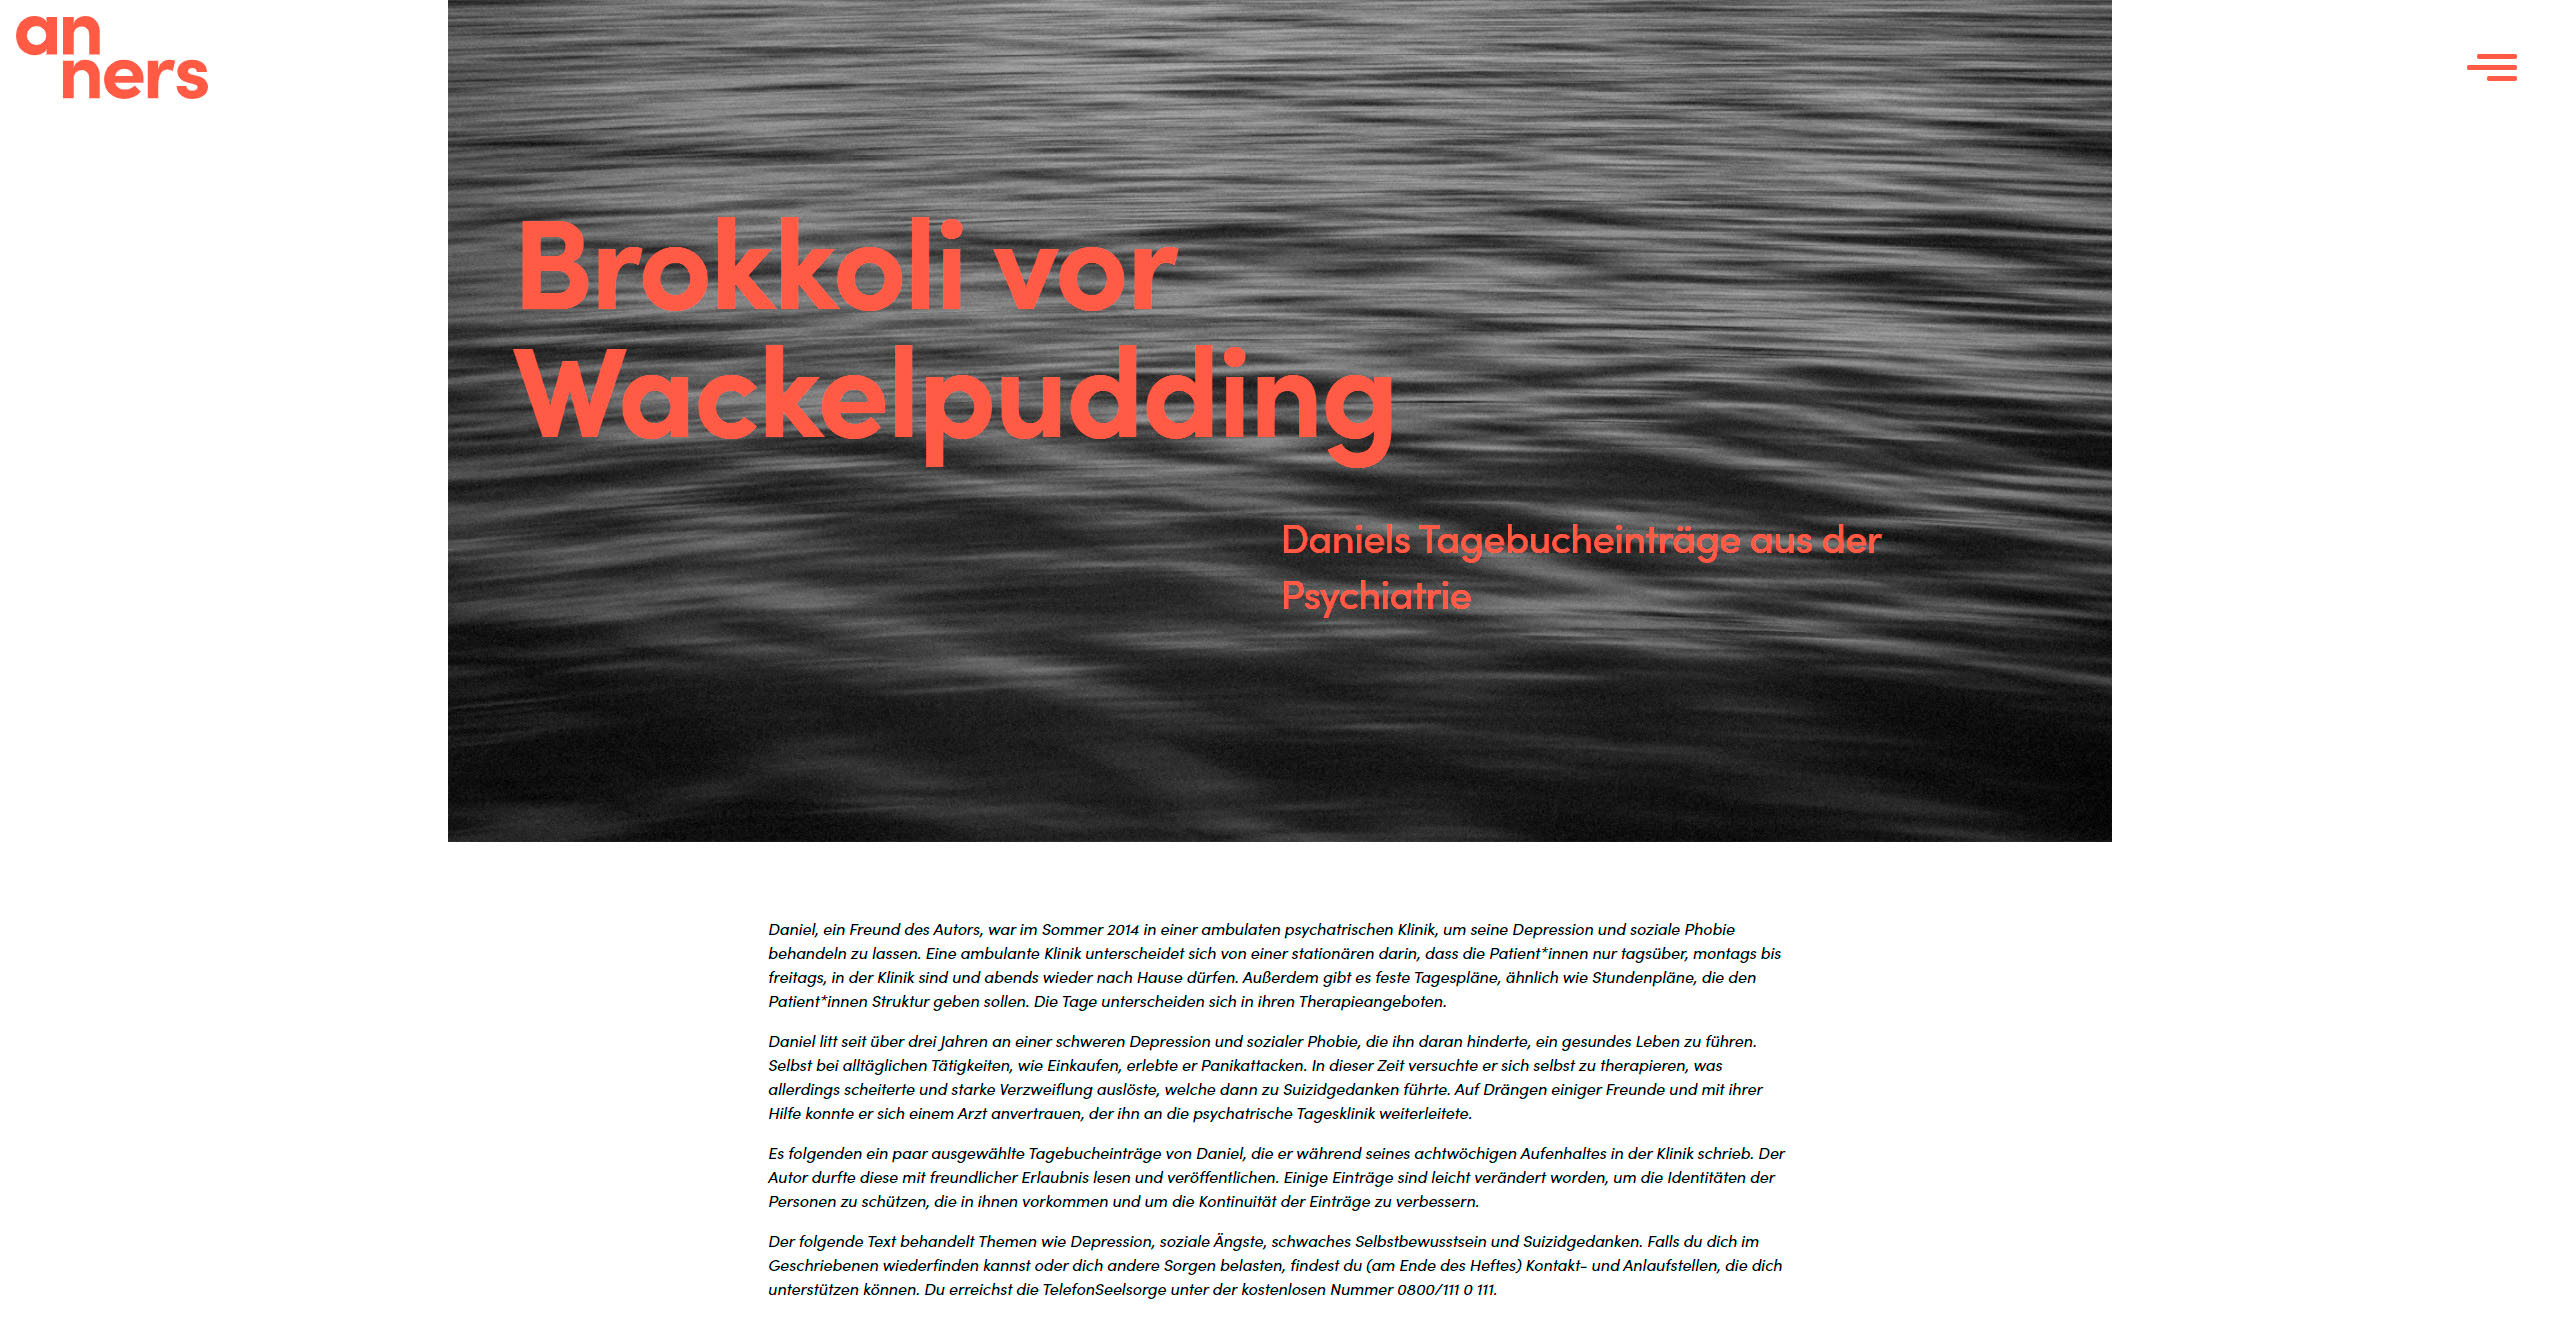 an
ners
Brokkoli vor
Wackelpudding
Daniels Tagebucheinträge aus der
Psychiatrie
Daniel, ein Freund des Autors, war im Sommer 2014 in einer ambulaten psychatrischen Klinik, um seine Depression und soziale Phobie
behandeln zu lassen. Eine ambulante Klinik unterscheidet sich von einer stationären darin, dass die Patient*innen nur tagsüber, montags bis
freitags, in der Klinik sind und abends wieder nach Hause dürfen. Außerdem gibt es feste Tagespläne, ähnlich wie Stundenpläne, die den
Patient*innen Struktur geben sollen. Die Tage unterscheiden sich in ihren Therapieangeboten.
Daniel litt seit über drei Jahren an einer schweren Depression und sozialer Phobie, die ihn daran hinderte, ein gesundes Leben zu führen.
Selbst bei alltäglichen Tätigkeiten, wie Einkaufen, erlebte er Panikattacken. In dieser Zeit versuchte er sich selbst zu therapieren, was
allerdings scheiterte und starke Verzweiflung auslöste, welche dann zu Suizidgedanken führte. Auf Drängen einiger Freunde und mit ihrer
Hilfe konnte er sich einem Arzt anvertrauen, der ihn an die psychatrische Tagesklinik weiterleitete.
Es folgenden ein paar ausgewählte Tagebucheinträge von Daniel, die er während seines achtwöchigen Aufenhaltes in der Klinik schrieb. Der
Autor durfte diese mit freundlicher Erlaubnis lesen und veröffentlichen. Einige Einträge sind leicht verändert worden, um die Identitäten der
Personen zu schützen, die in ihnen vorkommen und um die Kontinuität der Einträge zu verbessern.
Der folgende Text behandelt Themen wie Depression, soziale Ängste, schwaches Selbstbewusstsein und Suizidgedanken. Falls du dich im
Geschriebenen wiederfinden kannst oder dich andere Sorgen belasten, findest du (am Ende des Heftes) Kontakt- und Anlaufstellen, die dich
unterstützen können. Du erreichst die TelefonSeelsorge unter der kostenlosen Nummer 0800/111 0 111.